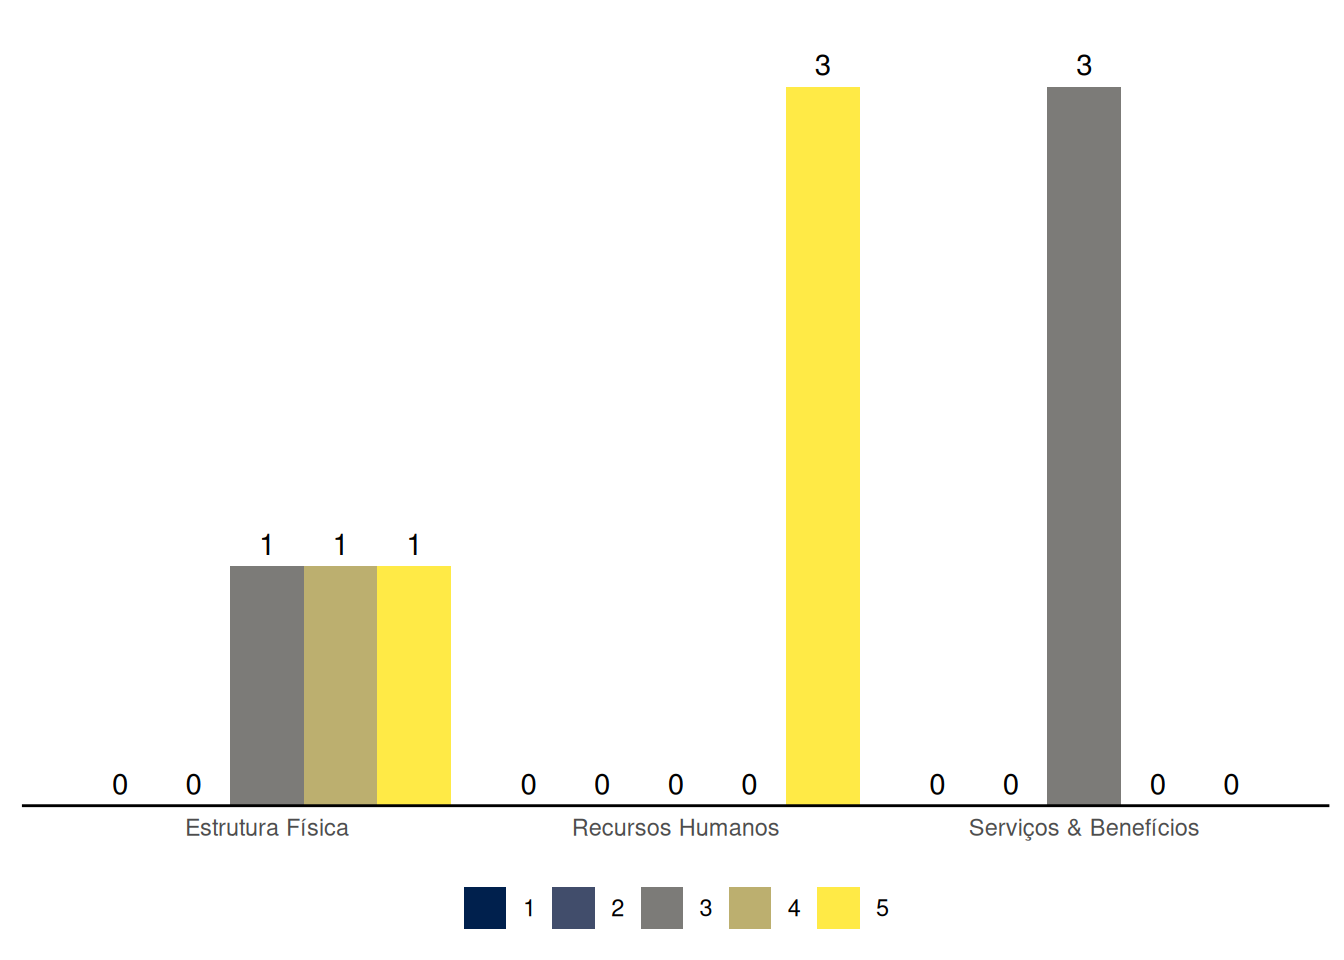 3 3
1 1 1
0 0 0 0 0 0 0 0 0 0
Estrutura Física Recursos Humanos Serviços & Benefícios
1 2 3 4 5